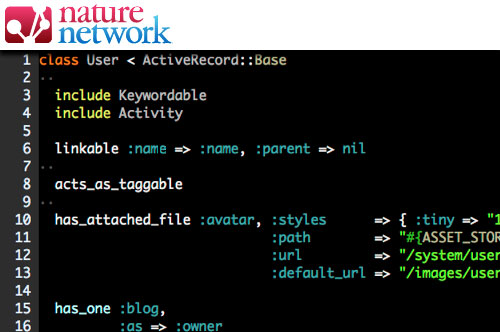 nature
network
1 class User < ActiveRecord::Base
2 ..
3 include Keywordable
4 include Activity
5
6 linkable :name => :name, :parent => nil
7 ..
8 acts_as_taggable
9 ..
10 has_attached_file :avatar, :styles => { :tiny => "1
11 :path => "#{ASSET_STOR
12 :url => "/system/user
13 :default_url => "/images/user
14
15 has_one :blog,
16 :as => :owner